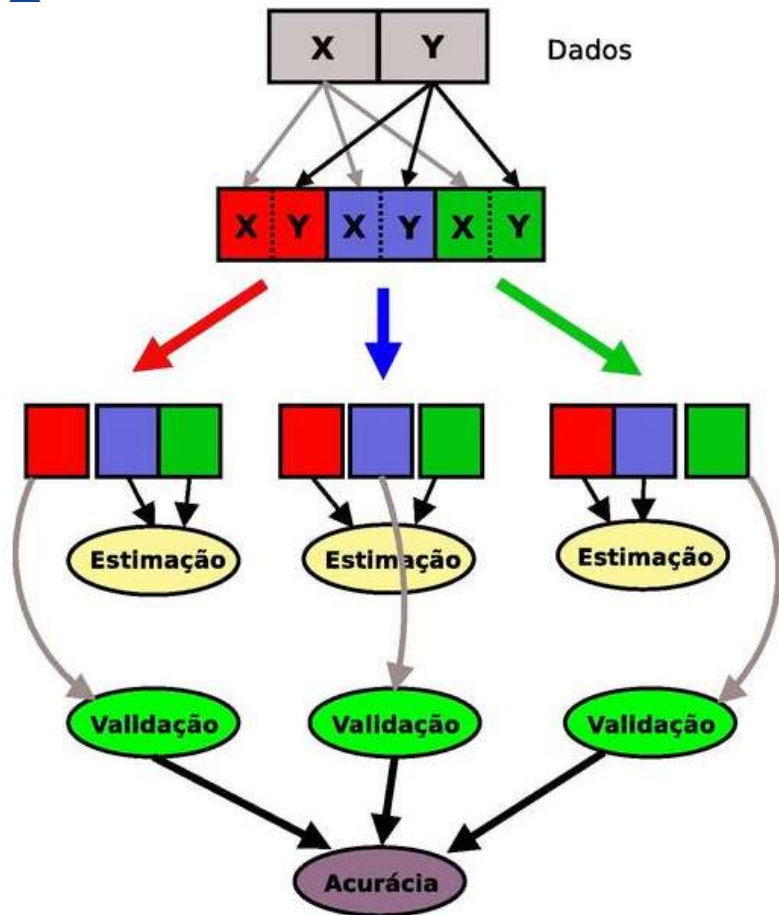 X Y Dados
X Y X Y X Y
Estimação Estimação Estimação
Validação Validação Validação
Acurácia